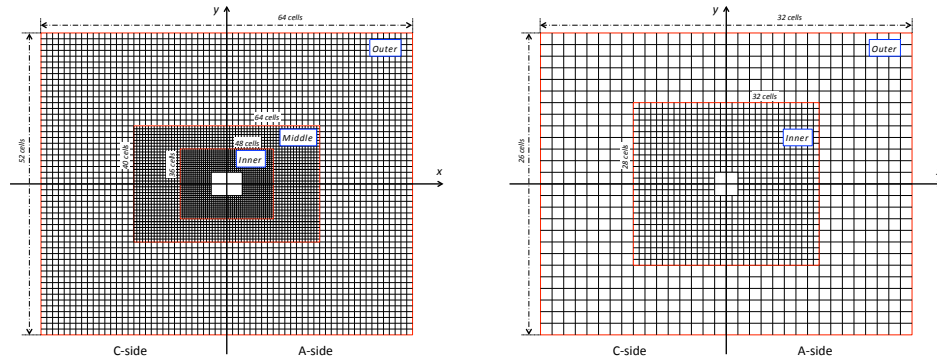 y
64 cells
Outer
52 cells
64 cells
Middle
40 cells
36 cells
48 cells
Inner
x
C-side
A-side
y
32 cells
Outer
26 cells
32 cells
Inner
28 cells
C-side
A-side